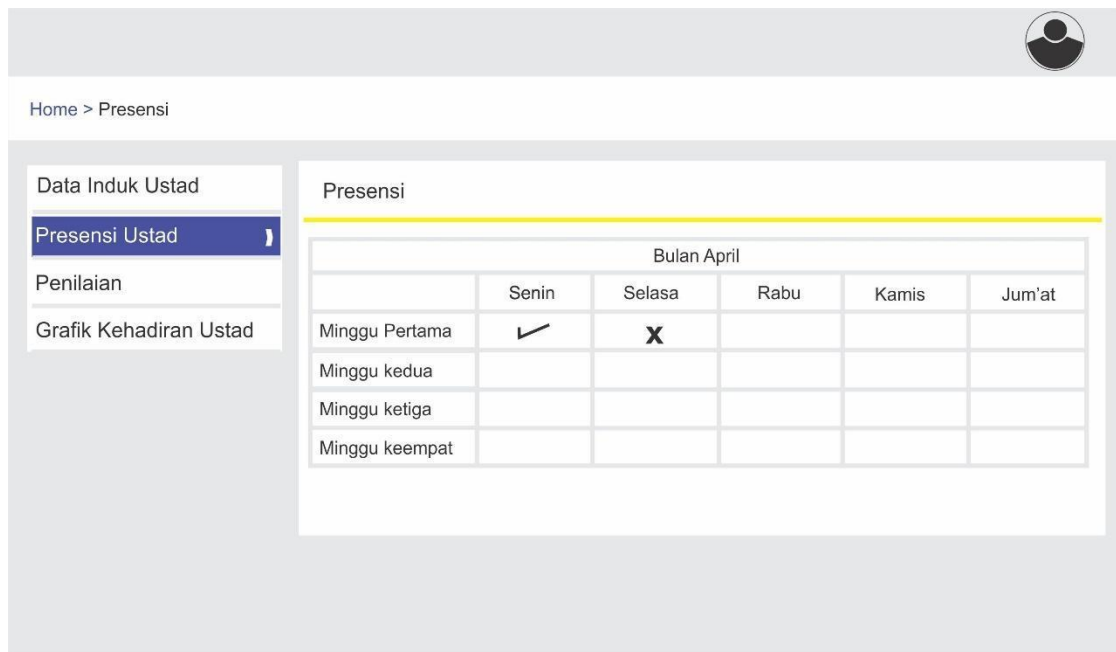 Home > Presensi
Data Induk Ustad
Presensi Ustad
Penilaian
Grafik Kehadiran Ustad
Presensi
Bulan April
Senin Selasa Rabu Kamis Jum'at
Minggu Pertama ✓ X
Minggu kedua
Minggu ketiga
Minggu keempat